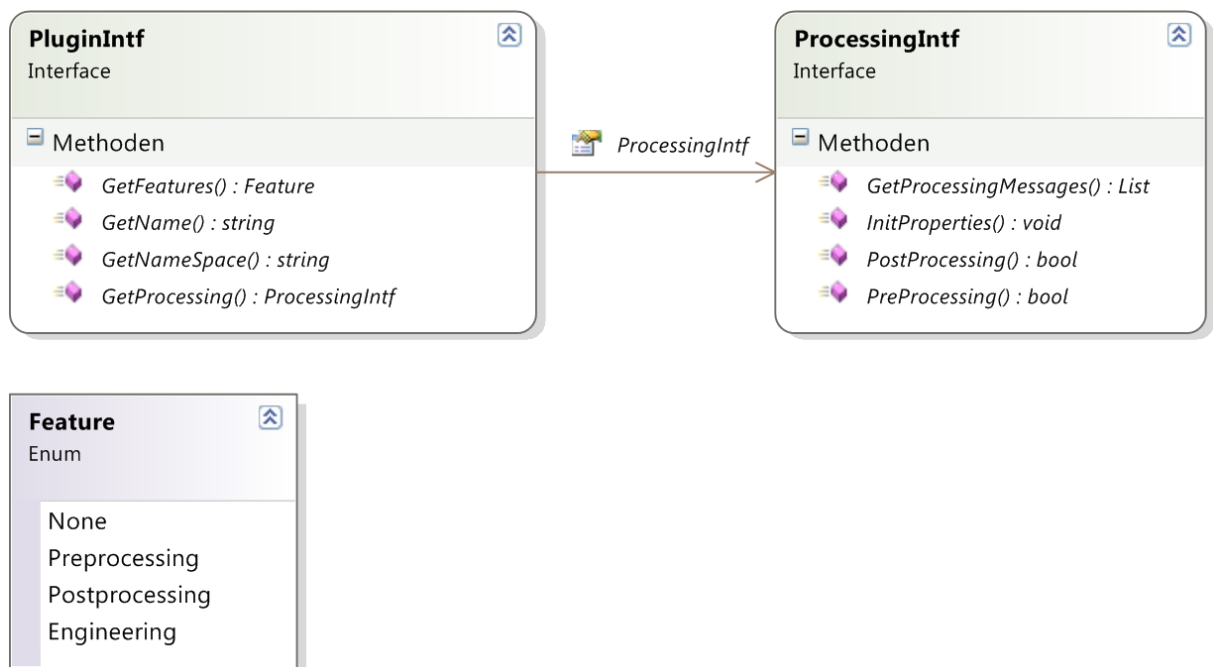 PluginIntf
Interface
Methoden
GetFeatures() : Feature
GetName() : string
GetNameSpace() : string
GetProcessing() : ProcessingIntf
ProcessingIntf
ProcessingIntf
Interface
Methoden
GetProcessingMessages() : List
InitProperties() : void
PostProcessing() : bool
PreProcessing() : bool
Feature
Enum
None
Preprocessing
Postprocessing
Engineering